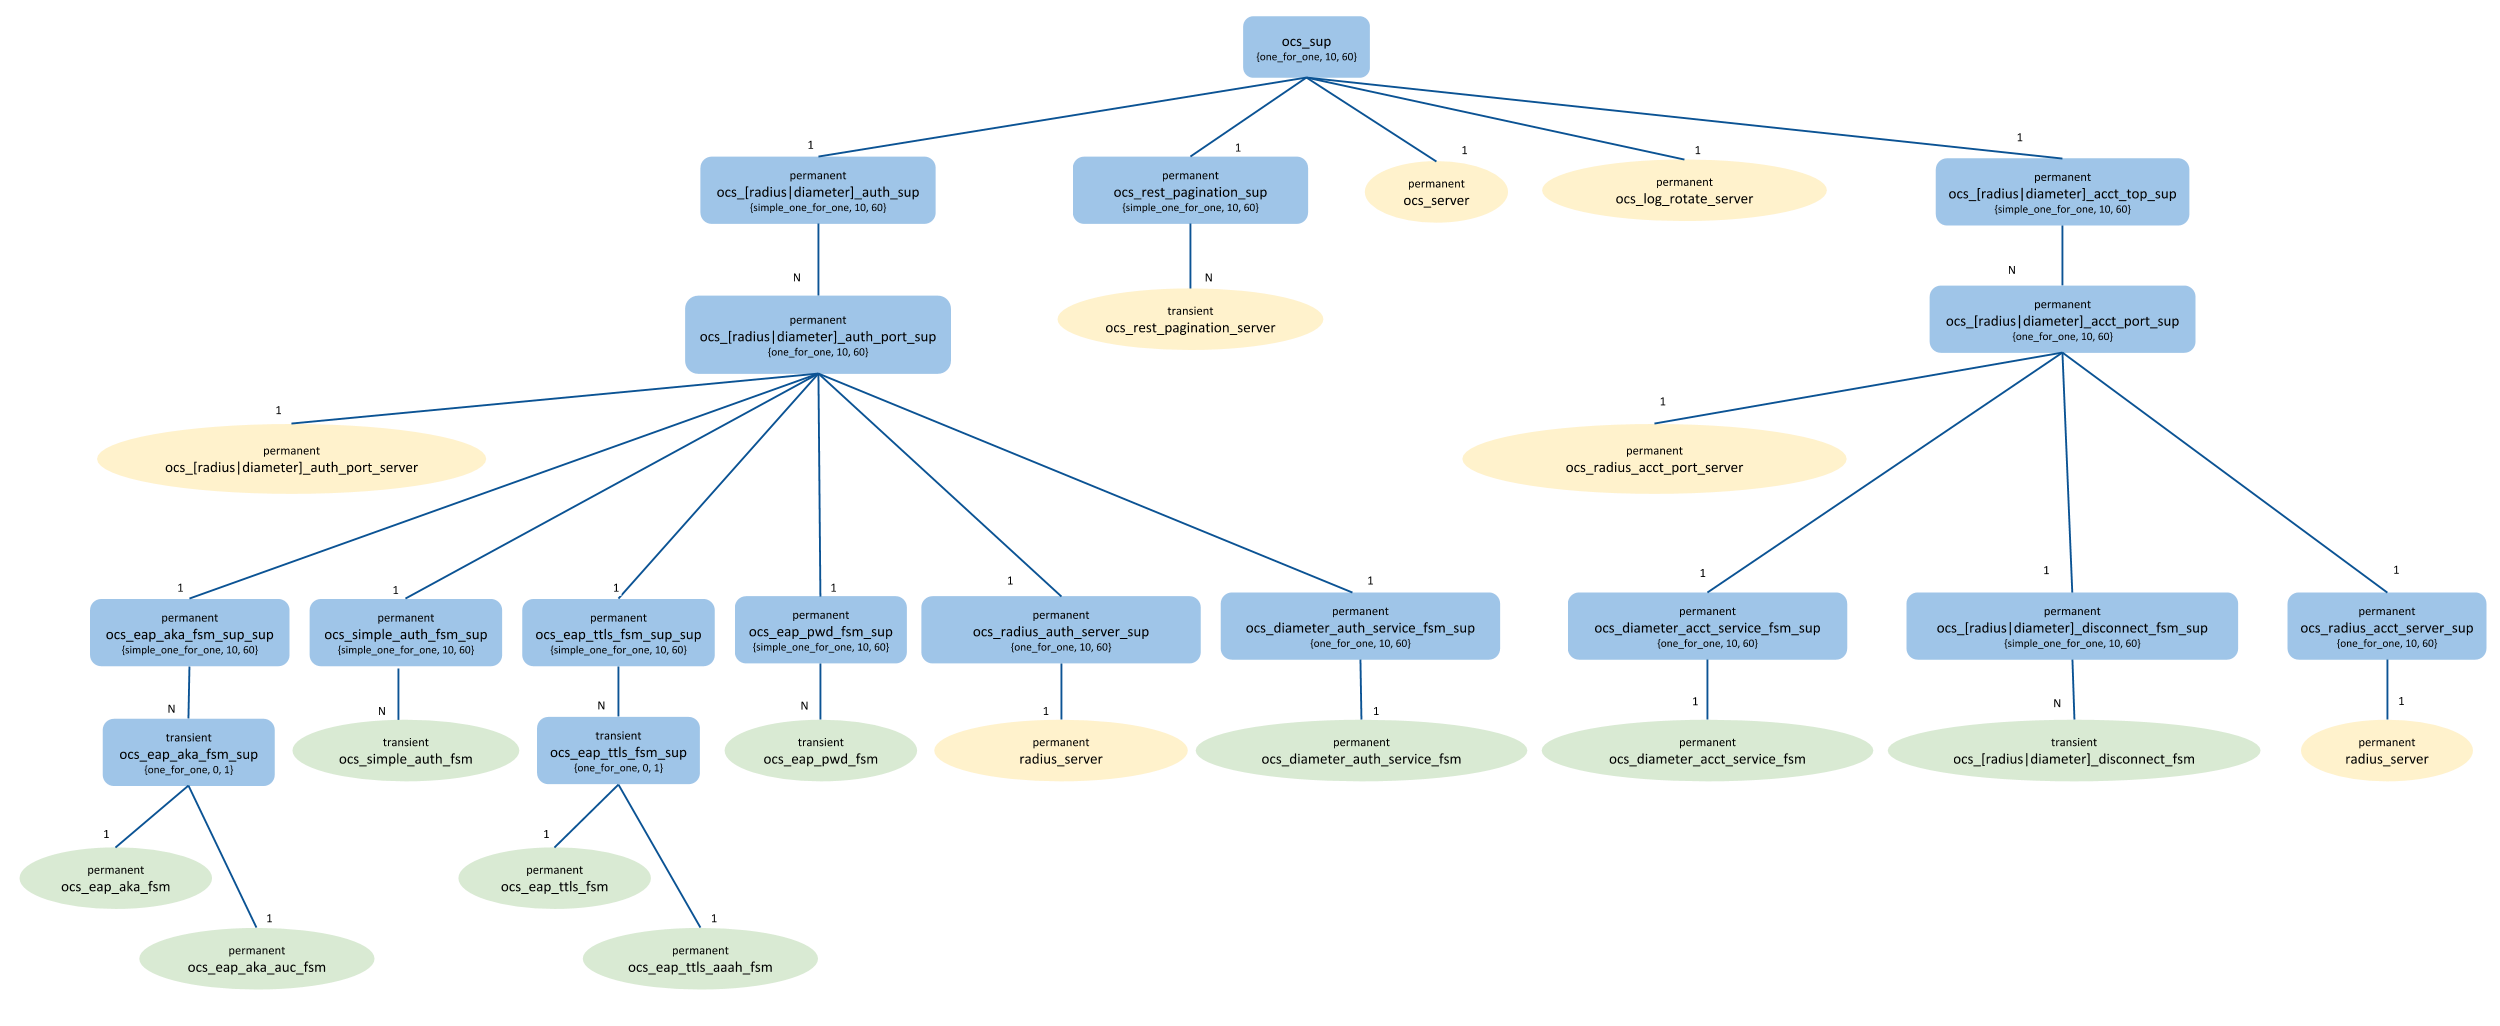 ocs_sup
{one_for_one, 10, 60}
1
1
1
1
1
permanent
ocs_[radius|diameter]_auth_sup
{simple_one_for_one, 10, 60}
permanent
ocs_rest_pagination_sup
{simple_one_for_one, 10, 60}
permanent
ocs_server
permanent
ocs_log_rotate_server
permanent
ocs_[radius|diameter]_acct_top_sup
{simple_one_for_one, 10, 60}
N
N
N
permanent
ocs_[radius|diameter]_auth_port_sup
{one_for_one, 10, 60}
transient
ocs_rest_pagination_server
permanent
ocs_[radius|diameter]_acct_port_sup
{one_for_one, 10, 60}
1
1
permanent
ocs_[radius|diameter]_auth_port_server
permanent
ocs_radius_acct_port_server
1
1
1
1
1
1
1
1
1
permanent
ocs_eap_aka_fsm_sup_sup
{simple_one_for_one, 10, 60}
permanent
ocs_simple_auth_fsm_sup
{simple_one_for_one, 10, 60}
permanent
ocs_eap_ttls_fsm_sup_sup
{simple_one_for_one, 10, 60}
permanent
ocs_eap_pwd_fsm_sup
{simple_one_for_one, 10, 60}
permanent
ocs_radius_auth_server_sup
{one_for_one, 10, 60}
permanent
ocs_diameter_auth_service_fsm_sup
{one_for_one, 10, 60}
permanent
ocs_diameter_acct_service_fsm_sup
{one_for_one, 10, 60}
permanent
ocs_[radius|diameter]_disconnect_fsm_sup
{simple_one_for_one, 10, 60}
permanent
ocs_radius_acct_server_sup
{one_for_one, 10, 60}
N
N
N
N
1
1
1
N
1
transient
ocs_eap_aka_fsm_sup
{one_for_one, 0, 1}
transient
ocs_simple_auth_fsm
transient
ocs_eap_ttls_fsm_sup
{one_for_one, 0, 1}
transient
ocs_eap_pwd_fsm
permanent
radius_server
permanent
ocs_diameter_auth_service_fsm
permanent
ocs_diameter_acct_service_fsm
transient
ocs_[radius|diameter]_disconnect_fsm
permanent
radius_server
1
1
permanent
ocs_eap_aka_fsm
permanent
ocs_eap_ttls_fsm
1
1
permanent
ocs_eap_aka_auc_fsm
permanent
ocs_eap_ttls_aaah_fsm